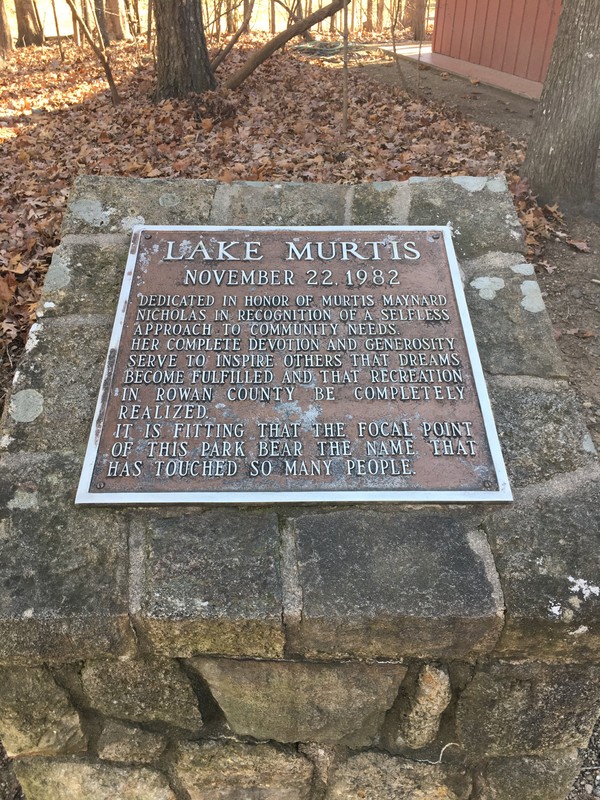 LAKE MURTIS
NOVEMBER 22, 1982
DEDICATED IN HONOR OF MURTIS MAYNARD
NICHOLAS IN RECOGNITION OF A SELFLESS
APPROACH TO COMMUNITY NEEDS.
HER COMPLETE DEVOTION AND GENEROSITY
SERVE TO INSPIRE OTHERS THAT DREAMS
BECOME FULFILLED AND THAT RECREATION
IN ROWAN COUNTY BE COMPLETELY
REALIZED.
IT IS FITTING THAT THE FOCAL POINT
OF THIS PARK BEAR THE NAME THAT
HAS TOUCHED SO MANY PEOPLE.